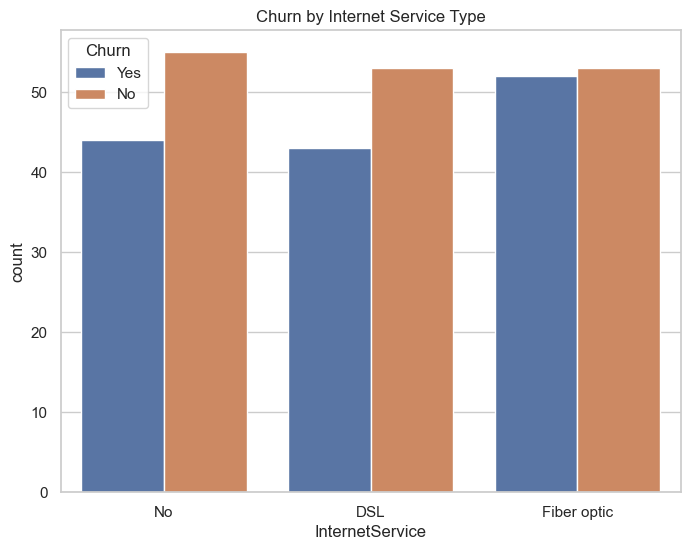 Churn by Internet Service Type
Churn
Yes
No
50
40
30
20
10
0
count
No DSL Fiber optic
InternetService